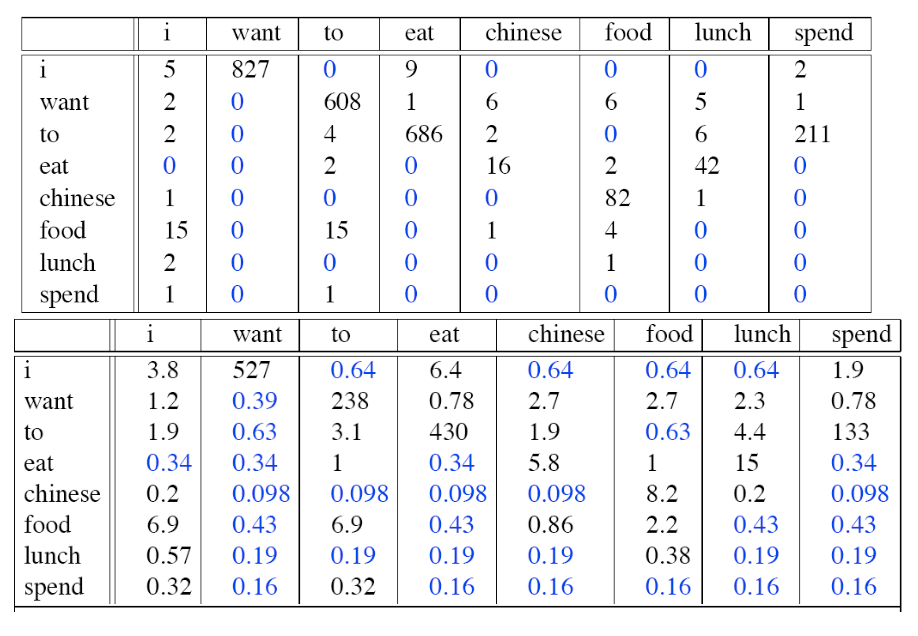 i want to eat chinese food lunch spend
i 5 827 0 9 0 0 0 2
want 2 0 608 1 6 6 5 1
to 2 0 4 686 2 0 6 211
eat 0 0 2 0 16 2 42 0
chinese 1 0 0 0 0 82 1 0
food 15 0 15 0 1 4 0 0
lunch 2 0 0 0 0 1 0 0
spend 1 0 1 0 0 0 0 0
i want to eat chinese food lunch spend
i 3.8 527 0.64 6.4 0.64 0.64 0.64 1.9
want 1.2 0.39 238 0.78 2.7 2.7 2.3 0.78
to 1.9 0.63 3.1 430 1.9 0.63 4.4 133
eat 0.34 0.34 1 0.34 5.8 1 15 0.34
chinese 0.2 0.098 0.098 0.098 0.098 8.2 0.2 0.098
food 6.9 0.43 6.9 0.43 0.86 2.2 0.43 0.43
lunch 0.57 0.19 0.19 0.19 0.19 0.38 0.19 0.19
spend 0.32 0.16 0.32 0.16 0.16 0.16 0.16 0.16